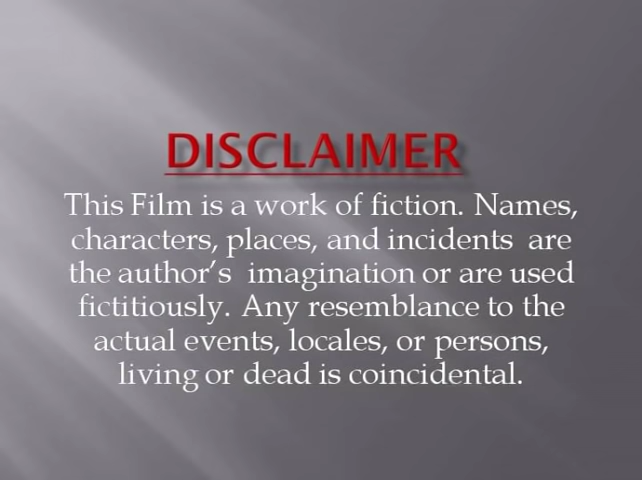 DISCLAIMER
This Film is a work of fiction. Names,
characters, places, and incidents  are
the author’s  imagination or are used
fictitiously. Any resemblance to the
actual events, locales, or persons,
living or dead is coincidental.